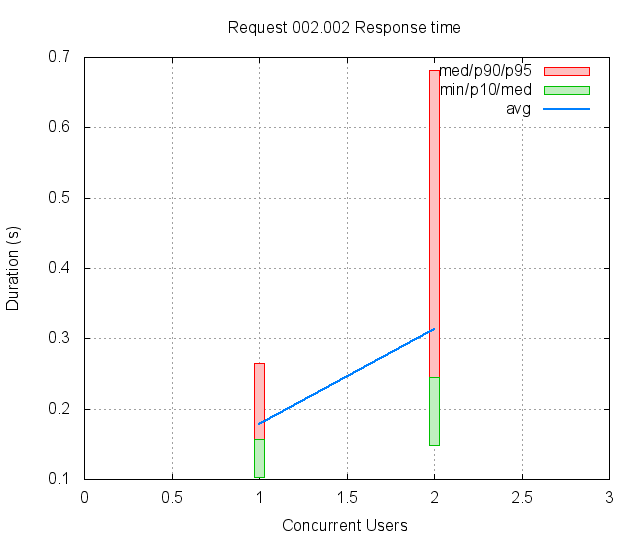 Request 002.002 Response time
0.7
0.6
0.5
0.4
0.3
0.2
0.1
Duration (s)
med/p90/p95
min/p10/med
avg
0 0.5 1 1.5 2 2.5 3
Concurrent Users